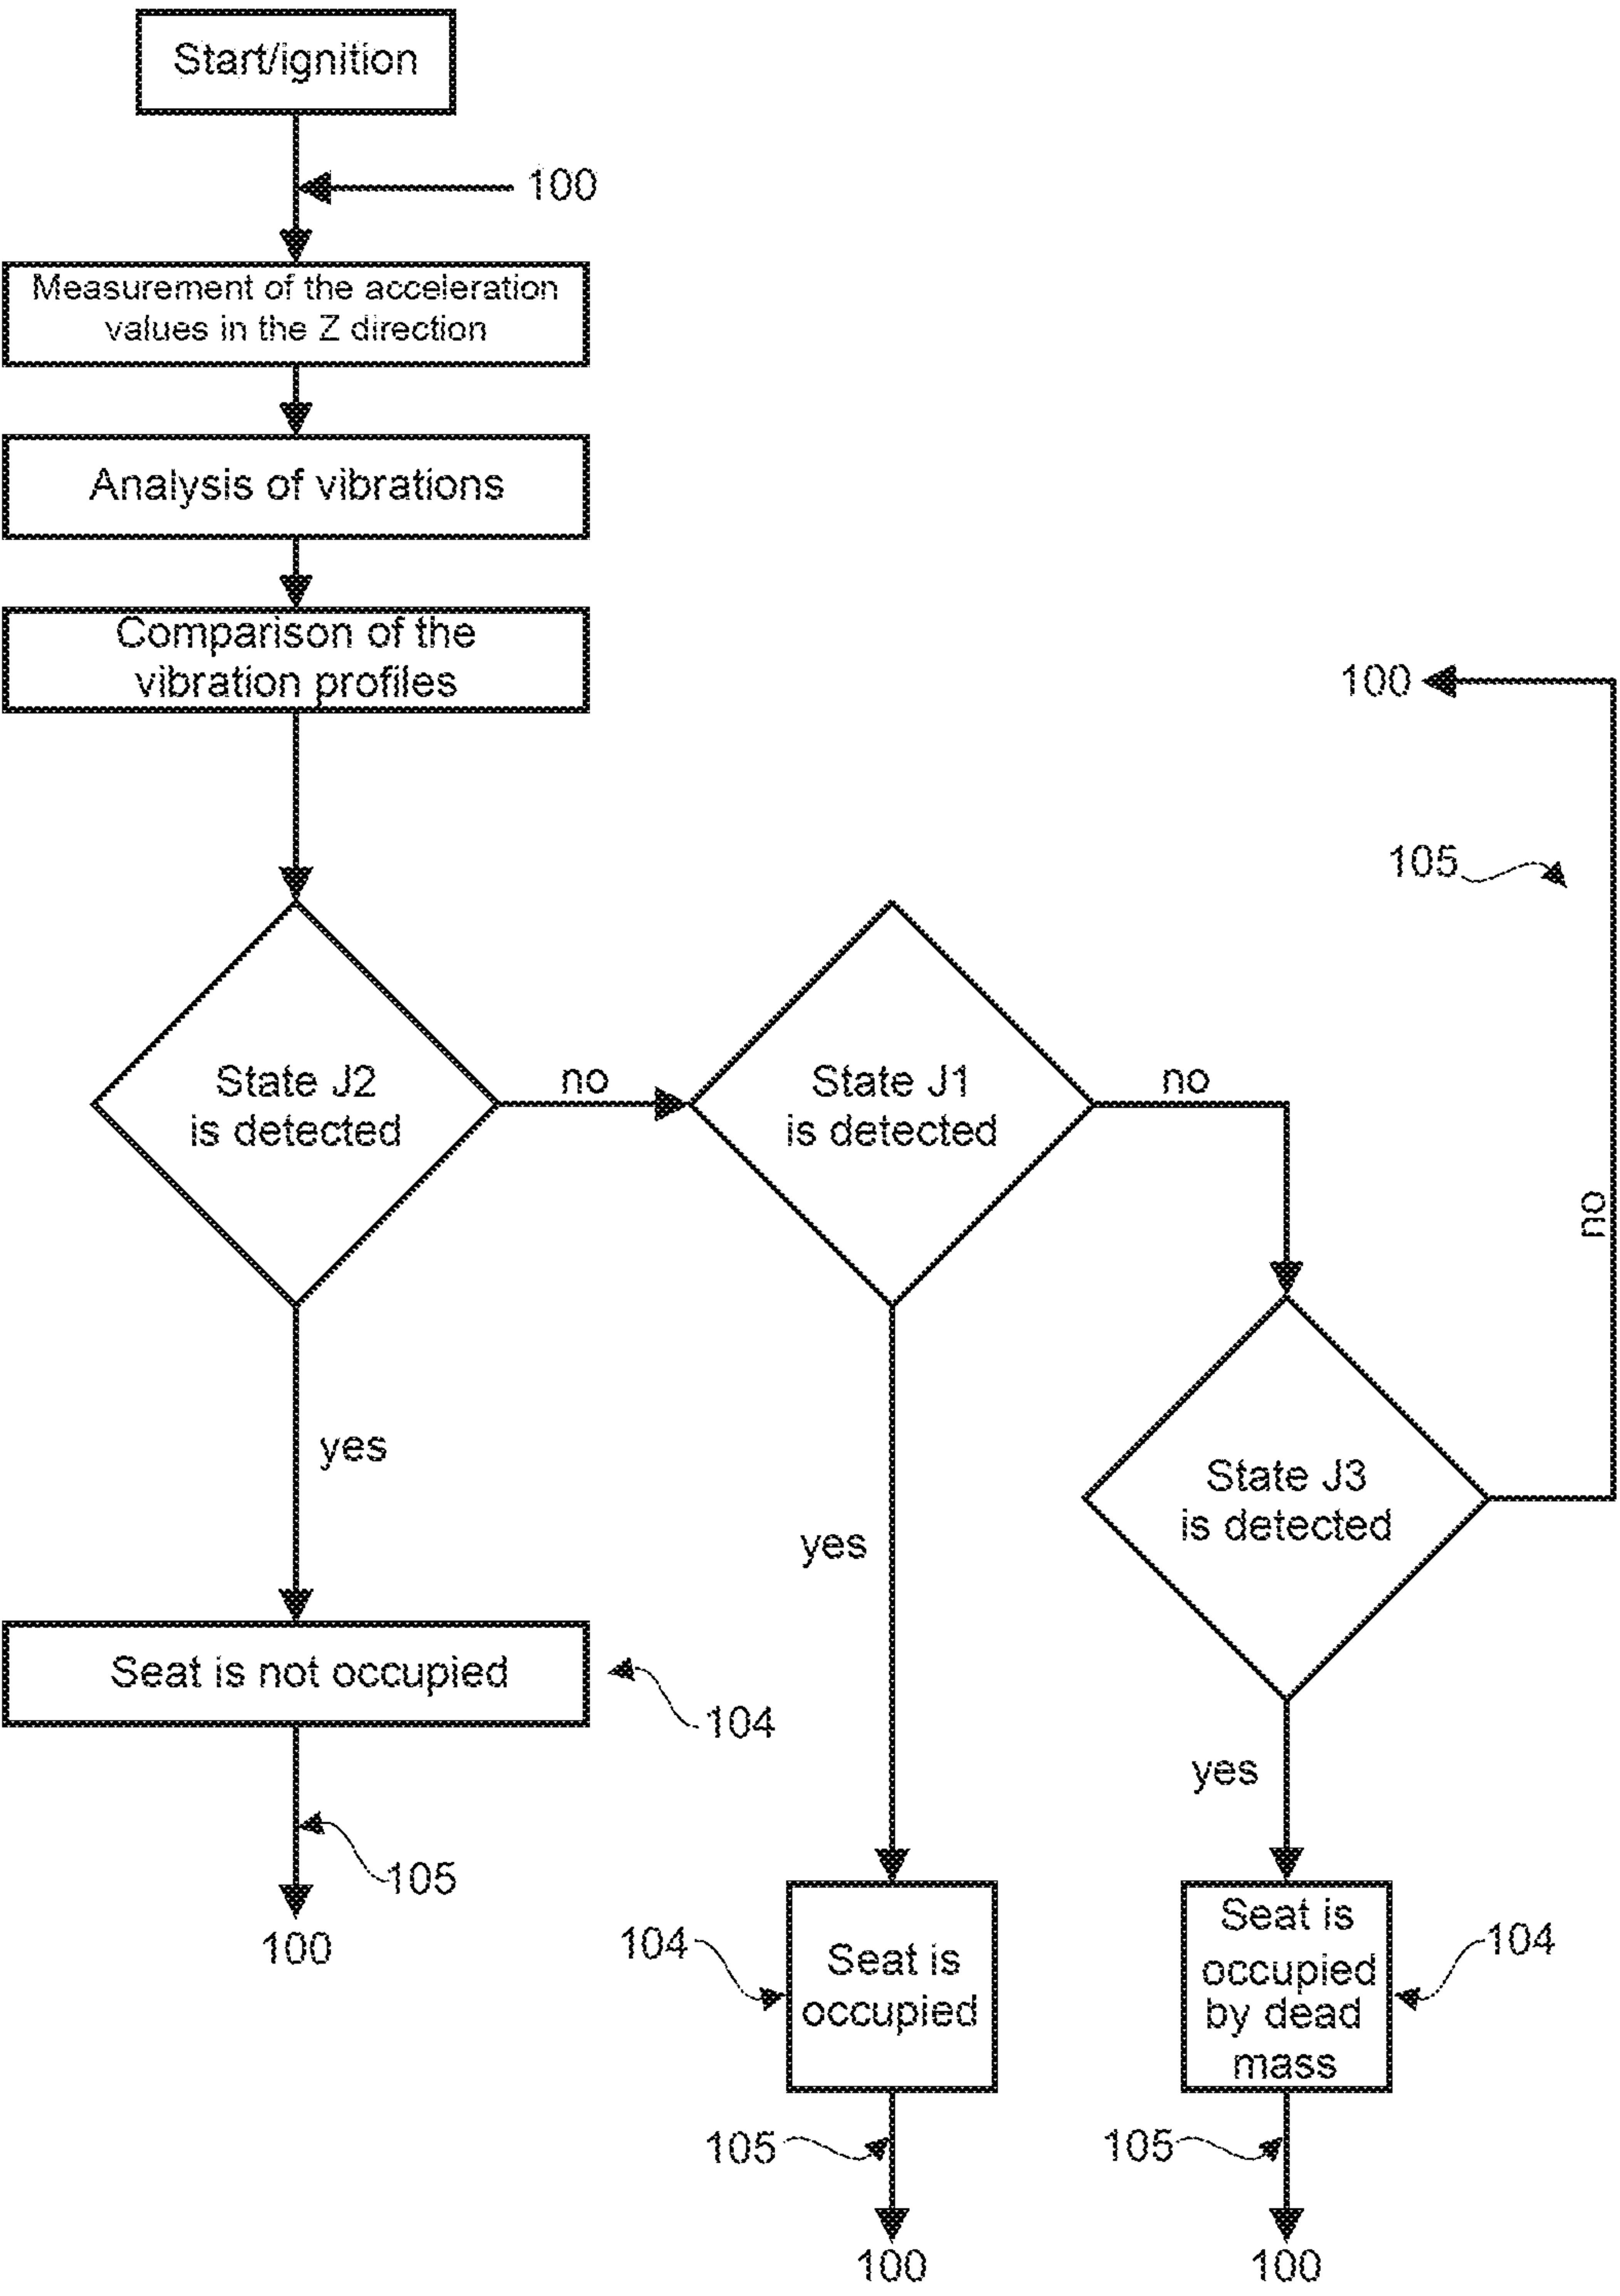 Start/ignition
100
Measurement of the acceleration
values in the Z direction
Analysis of vibrations
Comparison of the
vibration profiles
100
105
State J2
is detected
no
State J1
is detected
no
no
yes
State J3
is detected
yes
Seat is not occupied
104
yes
105
100
104
Seat is
occupied
Seat is
occupied
by dead
mass
104
105
105
100
100